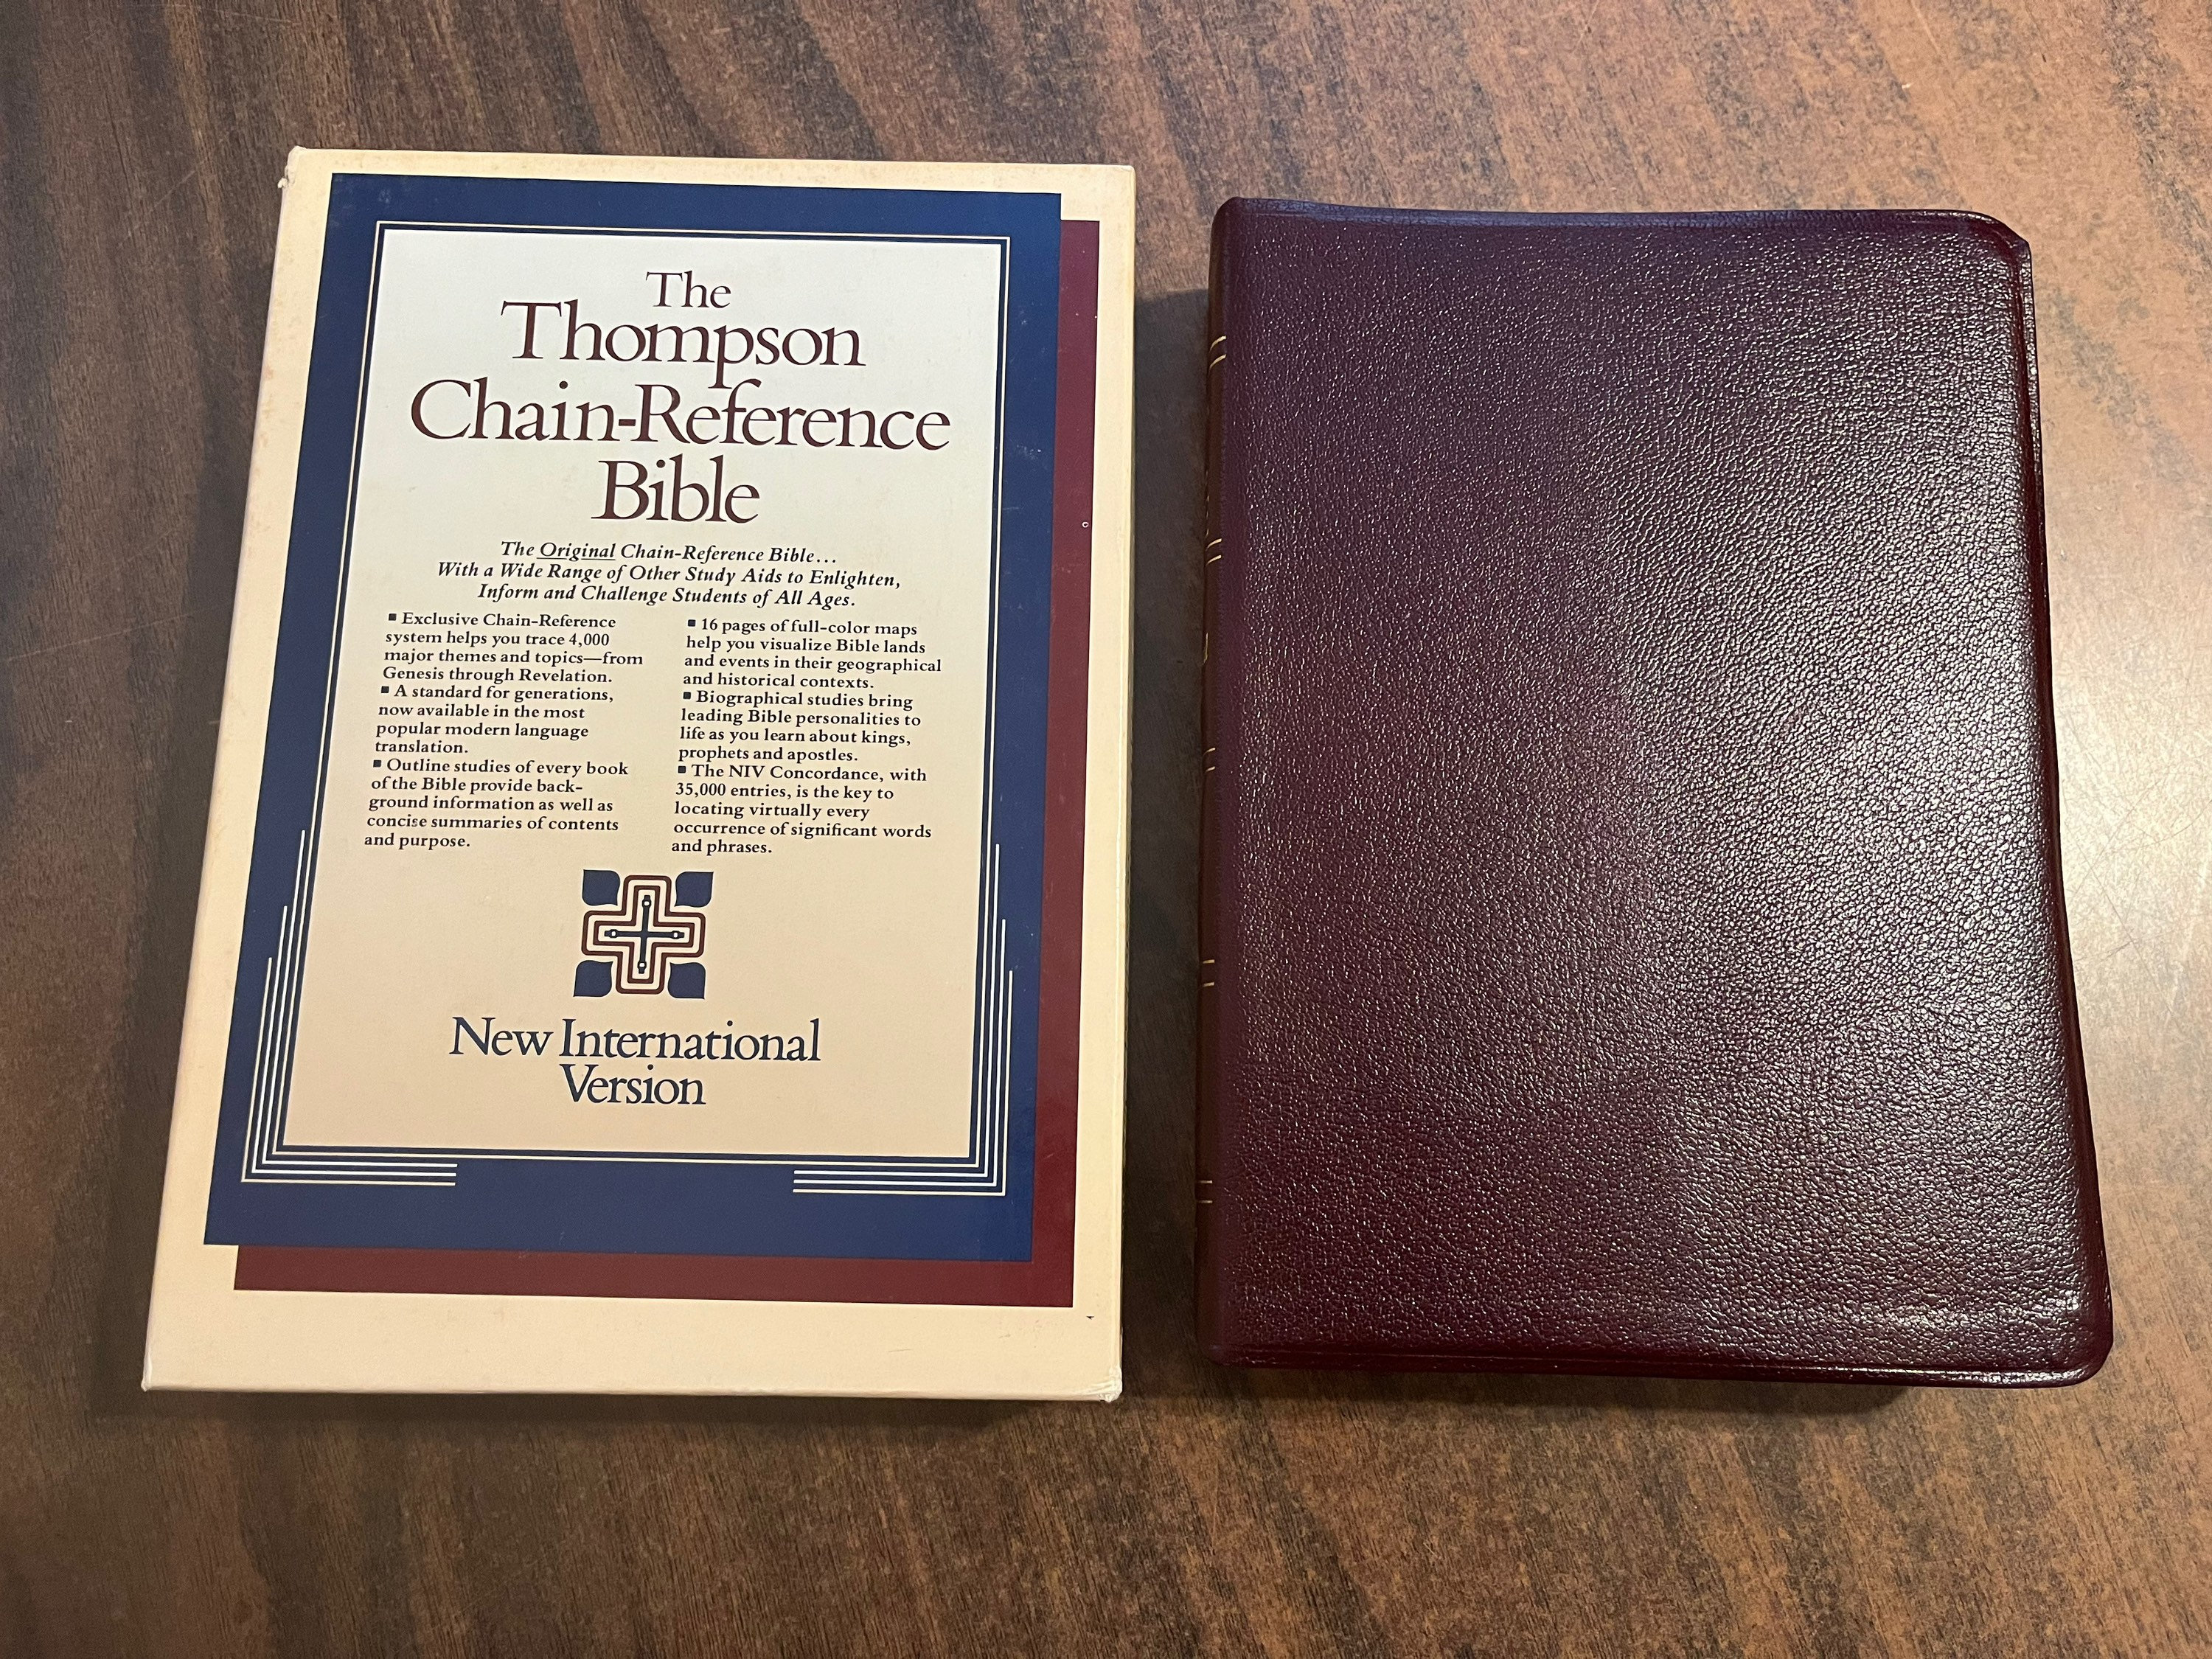 The
Thompson
Chain-Reference
Bible
The Original Chain-Reference Bible...
With a Wide Range of Other Study Aids to Enlighten,
Inform and Challenge Students of All Ages.
▪ Exclusive Chain-Reference
system helps you trace 4,000
major themes and topics—from
Genesis through Revelation.
▪ A standard for generations,
now available in the most
popular modern language
translation.
▪ Outline studies of every book
of the Bible provide back-
ground information as well as
concise summaries of contents
and purpose.
▪ 16 pages of full-color maps
help you visualize Bible lands
and events in their geographical
and historical contexts.
▪ Biographical studies bring
leading Bible personalities to
life as you learn about kings,
prophets and apostles.
▪ The NIV Concordance, with
35,000 entries, is the key to
locating virtually every
occurrence of significant words
and phrases.
New International
Version